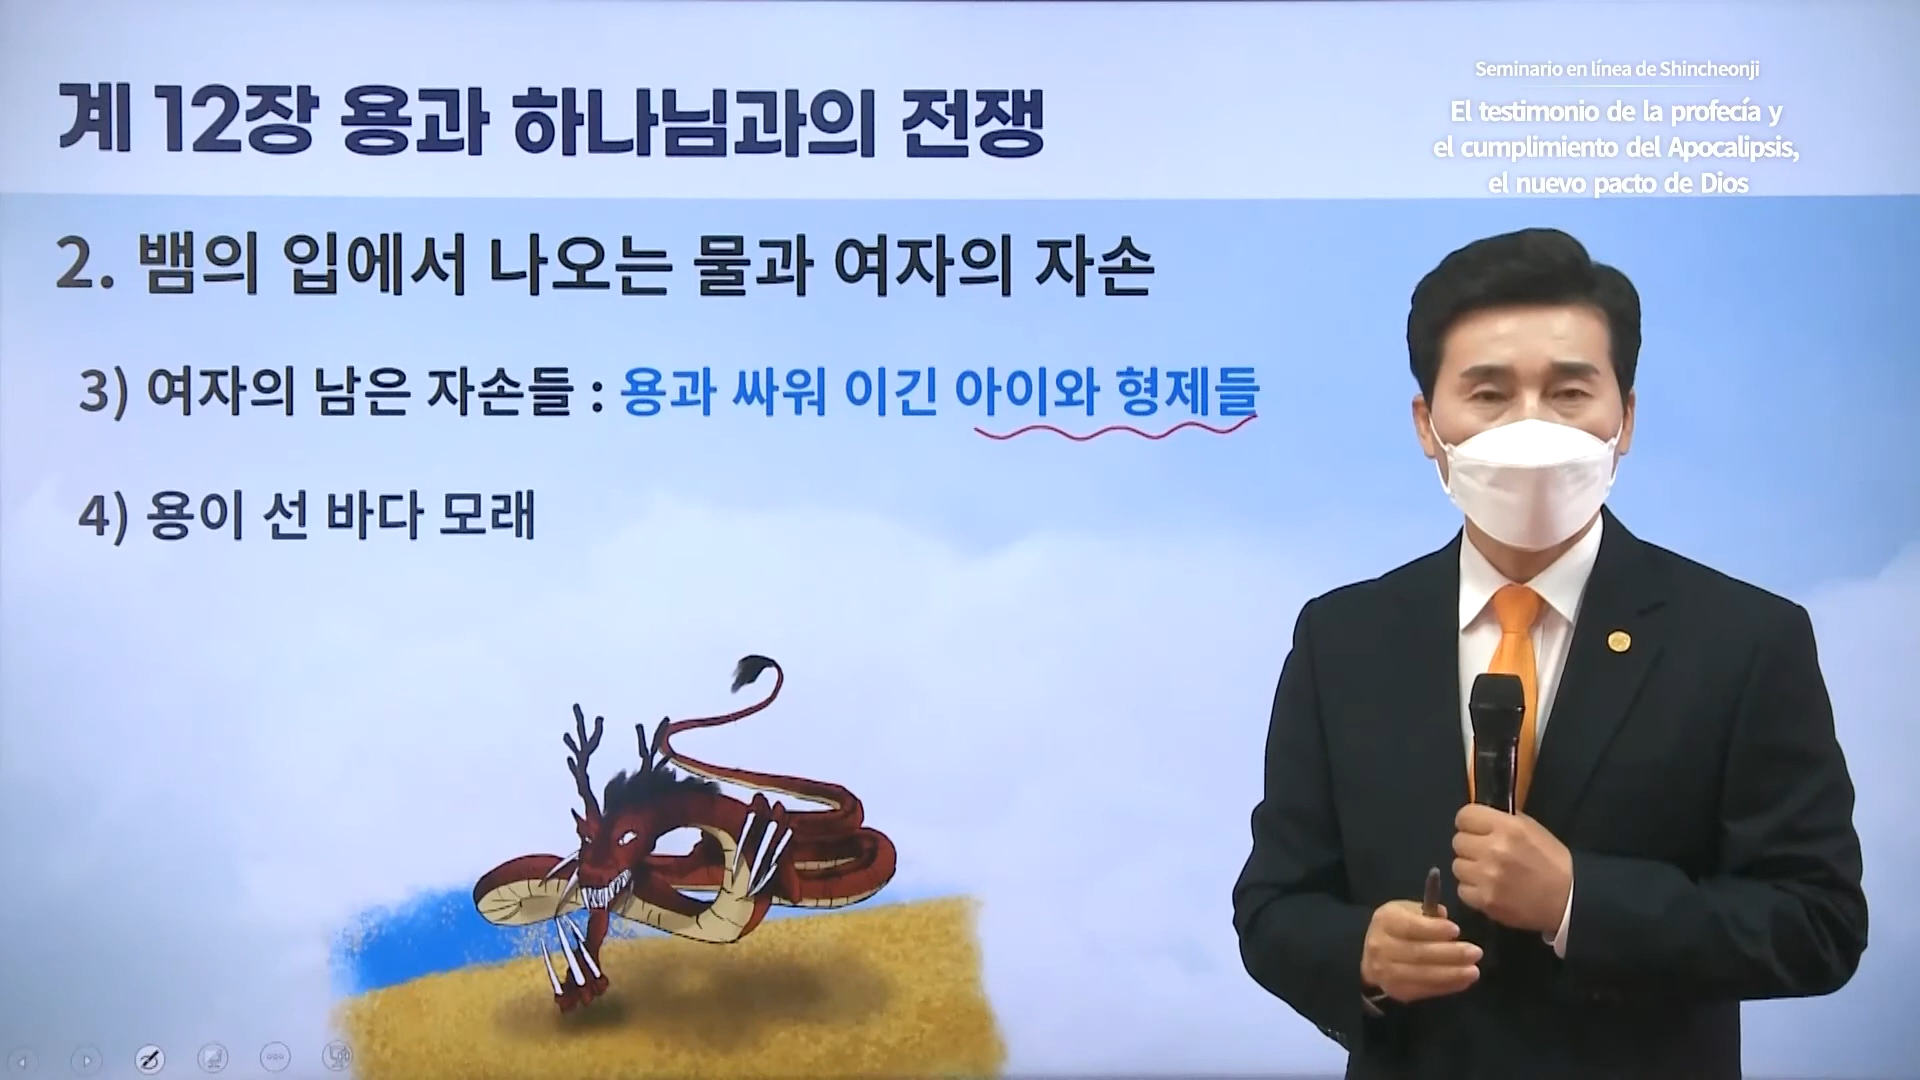 계 12장 용과 하나님과의 전쟁
Seminario en línea de Shincheonji
El testimonio de la profecía y
el cumplimiento del Apocalipsis,
el nuevo pacto de Dios
2. 뱀의 입에서 나오는 물과 여자의 자손
3) 여자의 남은 자손들 : 용과 싸워 이긴 아이와 형제들
4) 용이 선 바다 모래